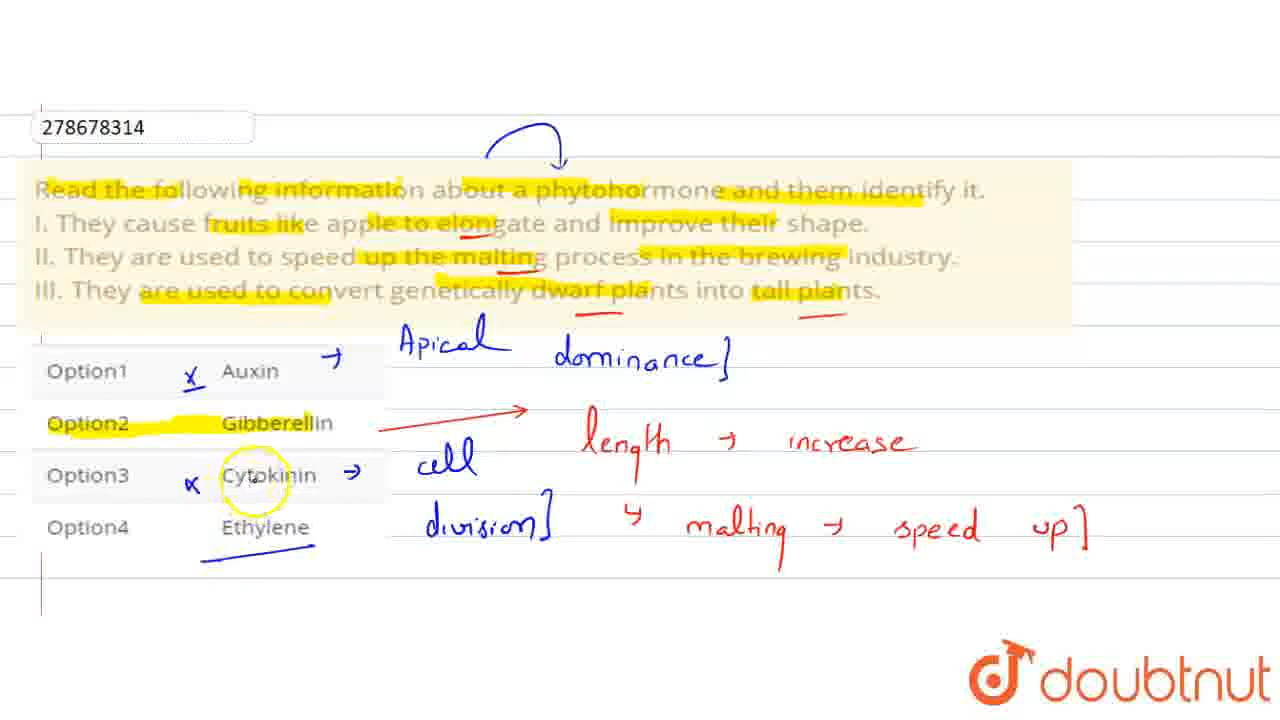 278678314
Read the following information about a phytohormone and them identify it.
I. They cause fruits like apple to elongate and improve their shape.
II. They are used to speed up the malting process in the brewing industry.
III. They are used to convert genetically dwarf plants into tall plants.
Option1 x Auxin → Apical dominance]
Option2 Gibberellin → length → increase
Option3 x Cytokinin → cell
Option4 Ethylene division] ↳ malting → speed up]
doubtnut